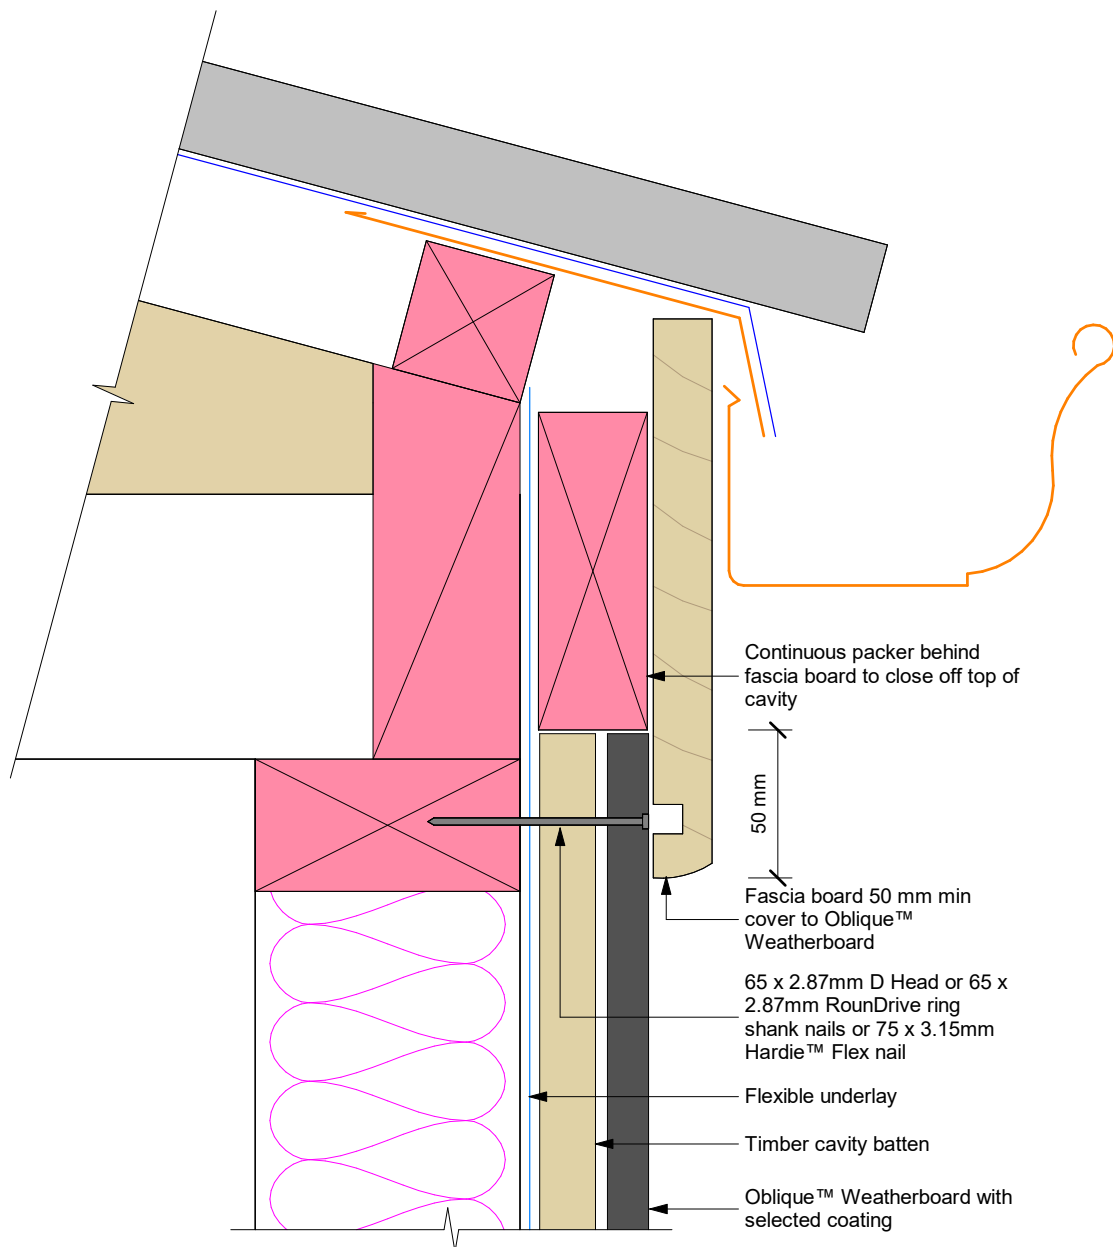 Continuous packer behind
fascia board to close off top of
cavity
50 mm
Fascia board 50 mm min
cover to Oblique™
Weatherboard
65 x 2.87mm D Head or 65 x
2.87mm RounDrive ring
shank nails or 75 x 3.15mm
Hardie™ Flex nail
Flexible underlay
Timber cavity batten
Oblique™ Weatherboard with
selected coating